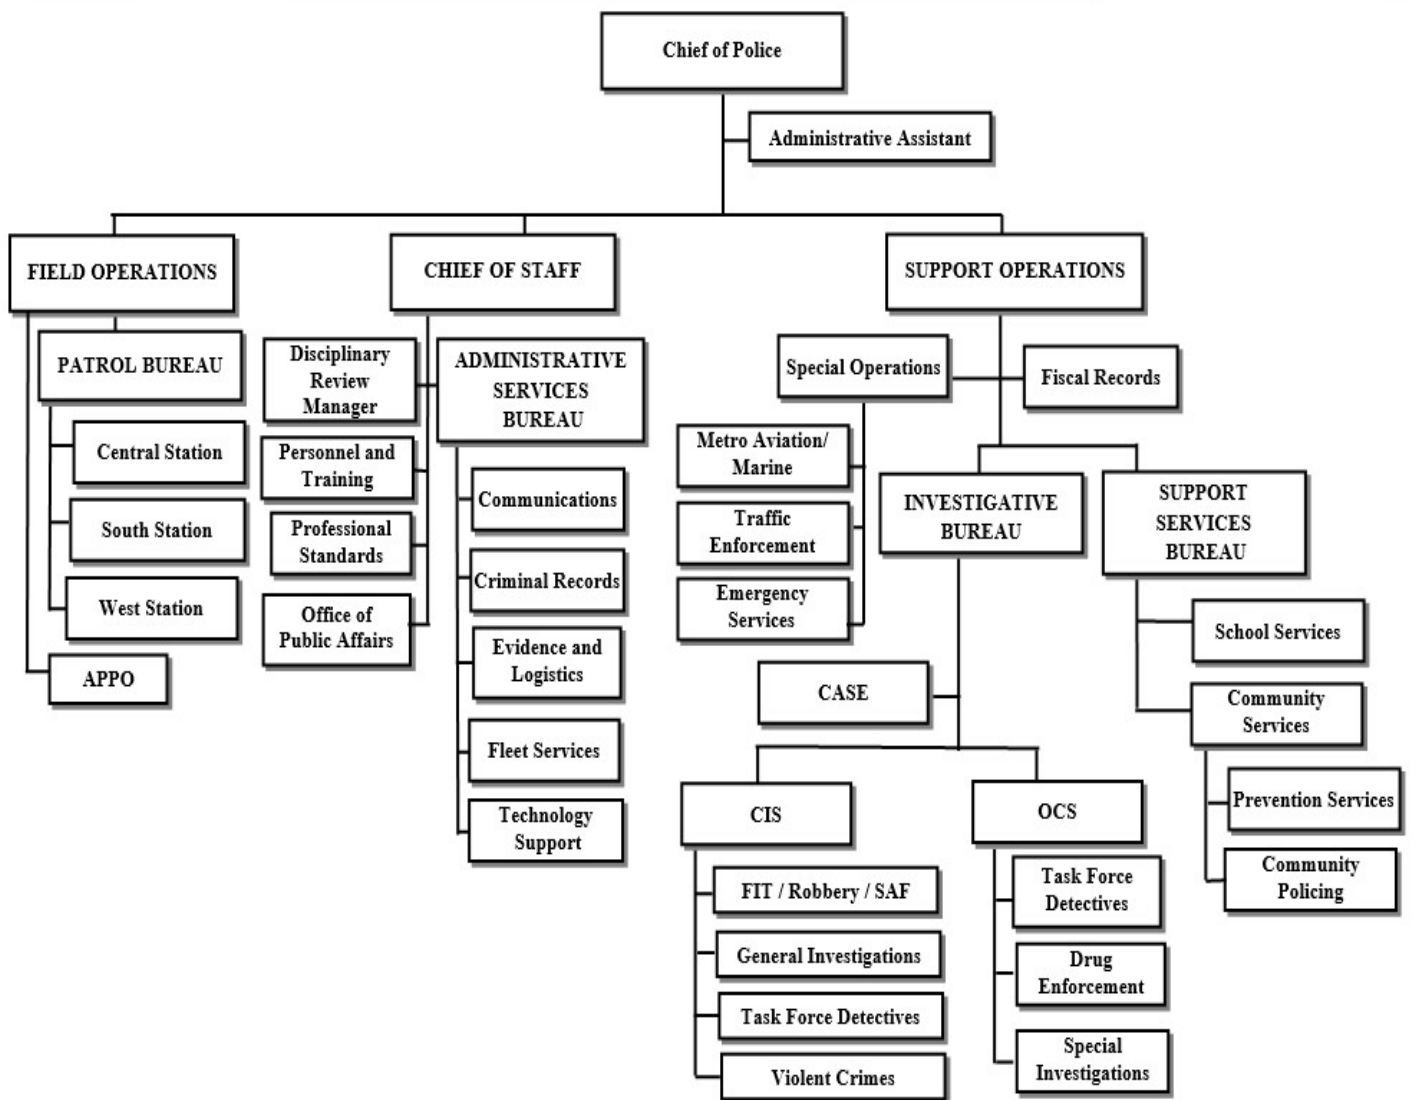 Chief of Police
Administrative Assistant
FIELD OPERATIONS
CHIEF OF STAFF
SUPPORT OPERATIONS
PATROL BUREAU
Central Station
South Station
West Station
APPO
Disciplinary
Review
Manager
Personnel and
Training
Professional
Standards
Office of
Public Affairs
ADMINISTRATIVE
SERVICES
BUREAU
Communications
Criminal Records
Evidence and
Logistics
Fleet Services
Technology
Support
Special Operations
Fiscal Records
Metro Aviation/
Marine
Traffic
Enforcement
Emergency
Services
INVESTIGATIVE
BUREAU
SUPPORT
SERVICES
BUREAU
CASE
CIS
FIT / Robbery / SAF
General Investigations
Task Force Detectives
Violent Crimes
OCS
Task Force
Detectives
Drug
Enforcement
Special
Investigations
School Services
Community
Services
Prevention Services
Community
Policing